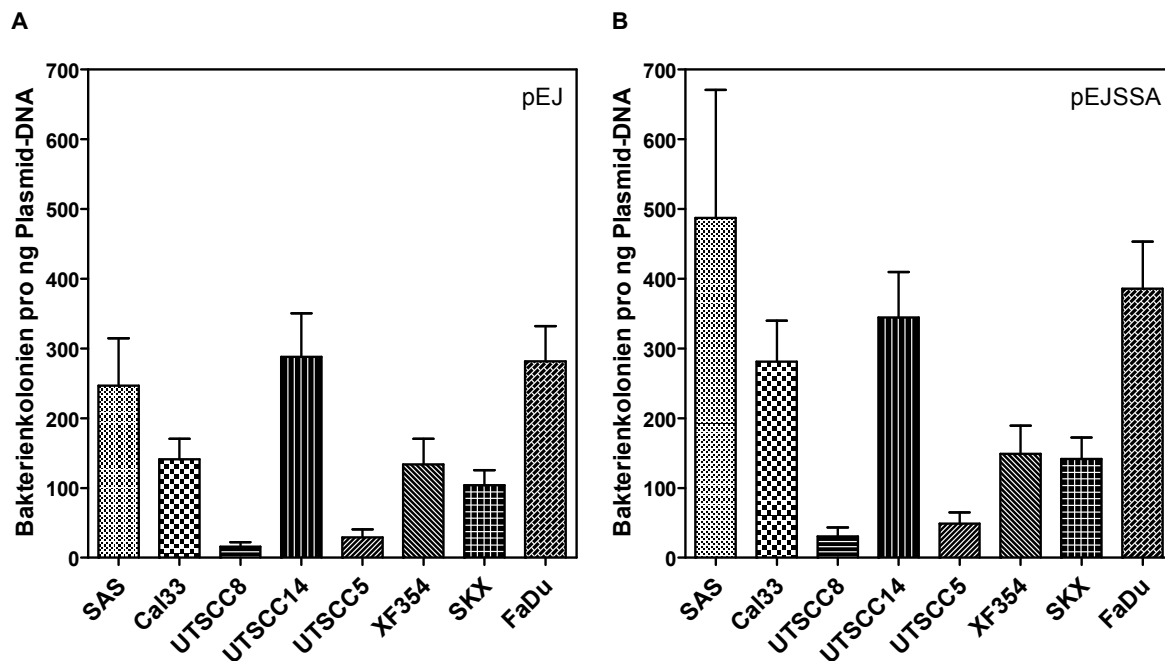 A
Bakterienkolonien pro ng Plasmid-DNA
700
600
500
400
300
200
100
0
pEJ
SAS
Cal33
UTSCC8
UTSCC14
UTSCC5
XF354
SKX
FaDu
B
Bakterienkolonien pro ng Plasmid-DNA
700
600
500
400
300
200
100
0
pEJSSA
SAS
Cal33
UTSCC8
UTSCC14
UTSCC5
XF354
SKX
FaDu